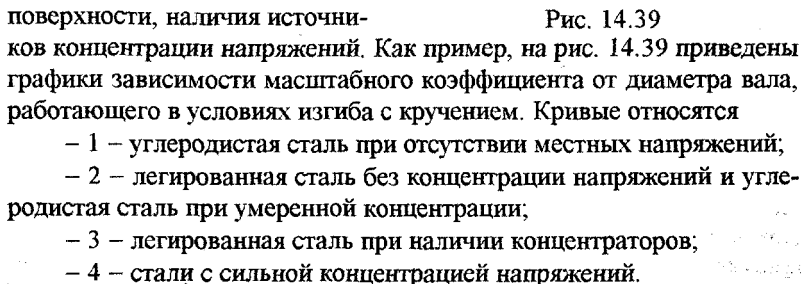 поверхности, наличия источни- Рис. 14.39
ков концентрации напряжений. Как пример, на рис. 14.39 приведены
графики зависимости масштабного коэффициента от диаметра вала,
работающего в условиях изгиба с кручением. Кривые относятся
– 1 – углеродистая сталь при отсутствии местных напряжений;
– 2 – легированная сталь без концентрации напряжений и угле-
родистая сталь при умеренной концентрации;
– 3 – легированная сталь при наличии концентраторов;
– 4 – стали с сильной концентрацией напряжений.